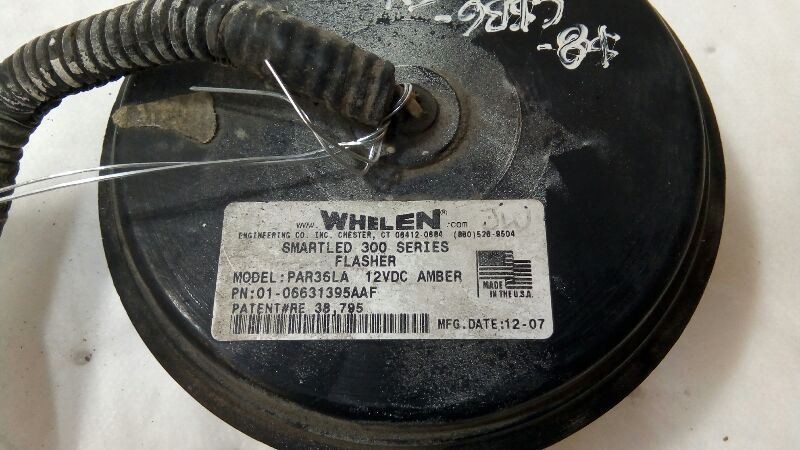 www.WHELEN®.com
ENGINEERING CO. INC. CHESTER, CT 06412-0684 (860)526-9504
SMARTLED 300 SERIES
FLASHER
MODEL:PAR36LA 12VDC AMBER
PN:01-06631395AAF
PATENT#RE 38,795
MADE
IN THE U.S.A.
MFG.DATE:12-07